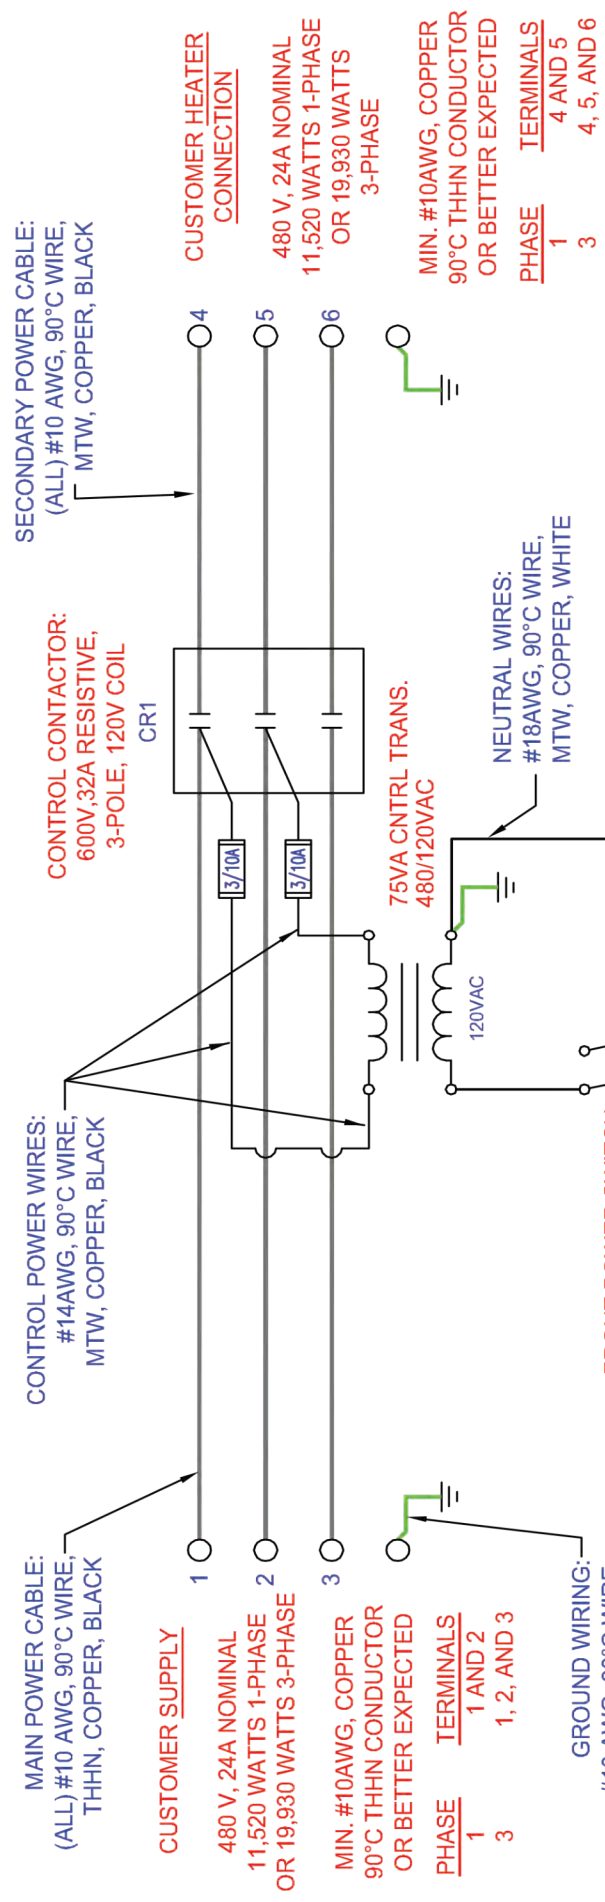 MAIN POWER CABLE:
(ALL) #10 AWG, 90°C WIRE,
THHN, COPPER, BLACK
CONTROL POWER WIRES:
#14AWG, 90°C WIRE,
MTW, COPPER, BLACK
CONTROL CONTACTOR:
600V,32A RESISTIVE,
3-POLE, 120V COIL
CR1
SECONDARY POWER CABLE:
(ALL) #10 AWG, 90°C WIRE,
MTW, COPPER, BLACK
CUSTOMER SUPPLY
480 V, 24A NOMINAL
11,520 WATTS 1-PHASE
OR 19,930 WATTS 3-PHASE
MIN. #10AWG, COPPER
90°C THHN CONDUCTOR
OR BETTER EXPECTED
PHASE TERMINALS
1 1 AND 2
3 1, 2, AND 3
1
2
3
3/10A
3/10A
75VA CNTRL TRANS.
480/120VAC
120VAC
NEUTRAL WIRES:
#18AWG, 90°C WIRE,
MTW, COPPER, WHITE
4
5
6
CUSTOMER HEATER
CONNECTION
480 V, 24A NOMINAL
11,520 WATTS 1-PHASE
OR 19,930 WATTS
3-PHASE
MIN. #10AWG, COPPER
90°C THHN CONDUCTOR
OR BETTER EXPECTED
PHASE TERMINALS
1 4 AND 5
3 4, 5, AND 6
GROUND WIRING: